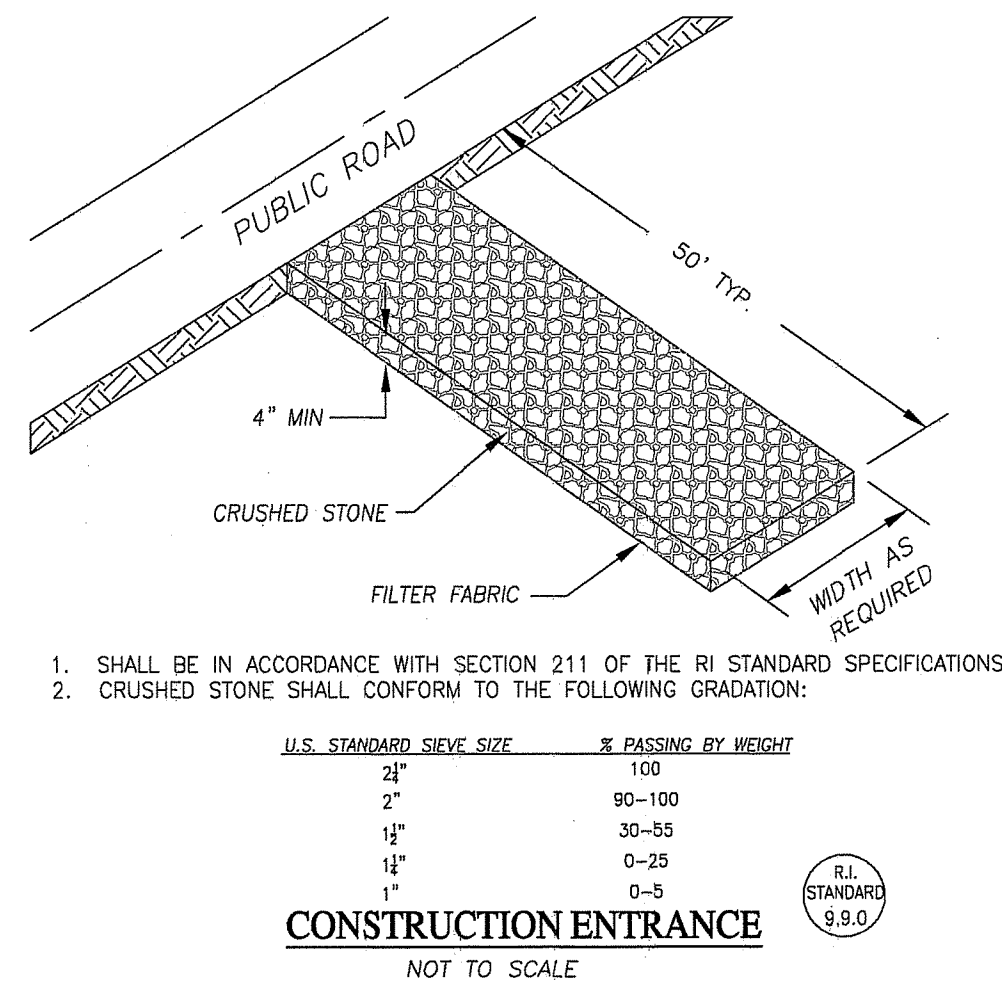 PUBLIC ROAD
50' TYP.
4" MIN
CRUSHED STONE
FILTER FABRIC
WIDTH AS
REQUIRED
1. SHALL BE IN ACCORDANCE WITH SECTION 211 OF THE RI STANDARD SPECIFICATIONS
2. CRUSHED STONE SHALL CONFORM TO THE FOLLOWING GRADATION:
U.S. STANDARD SIEVE SIZE % PASSING BY WEIGHT
2¼" 100
2" 90–100
1½" 30–55
1¼" 0–25
1" 0–5
R.I.
STANDARD
9.9.0
CONSTRUCTION ENTRANCE
NOT TO SCALE